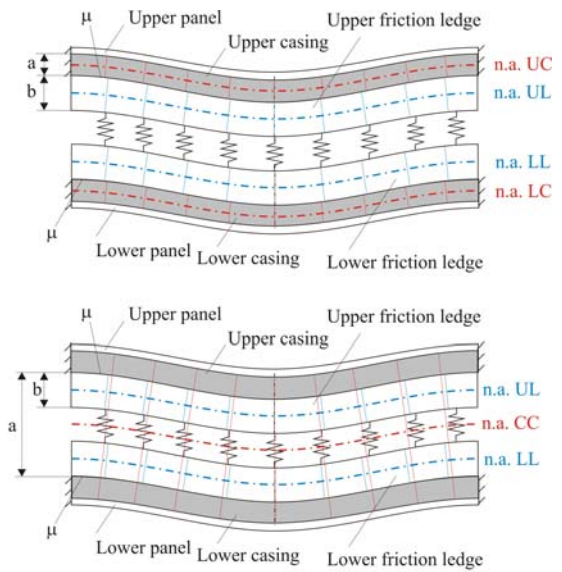 μ
Upper panel
Upper friction ledge
Upper casing
a
b
n.a. UC
n.a. UL
n.a. LL
n.a. LC
μ
Lower panel
Lower casing
Lower friction ledge
μ
Upper panel
Upper friction ledge
Upper casing
b
a
n.a. UL
n.a. CC
n.a. LL
μ
Lower panel
Lower casing
Lower friction ledge